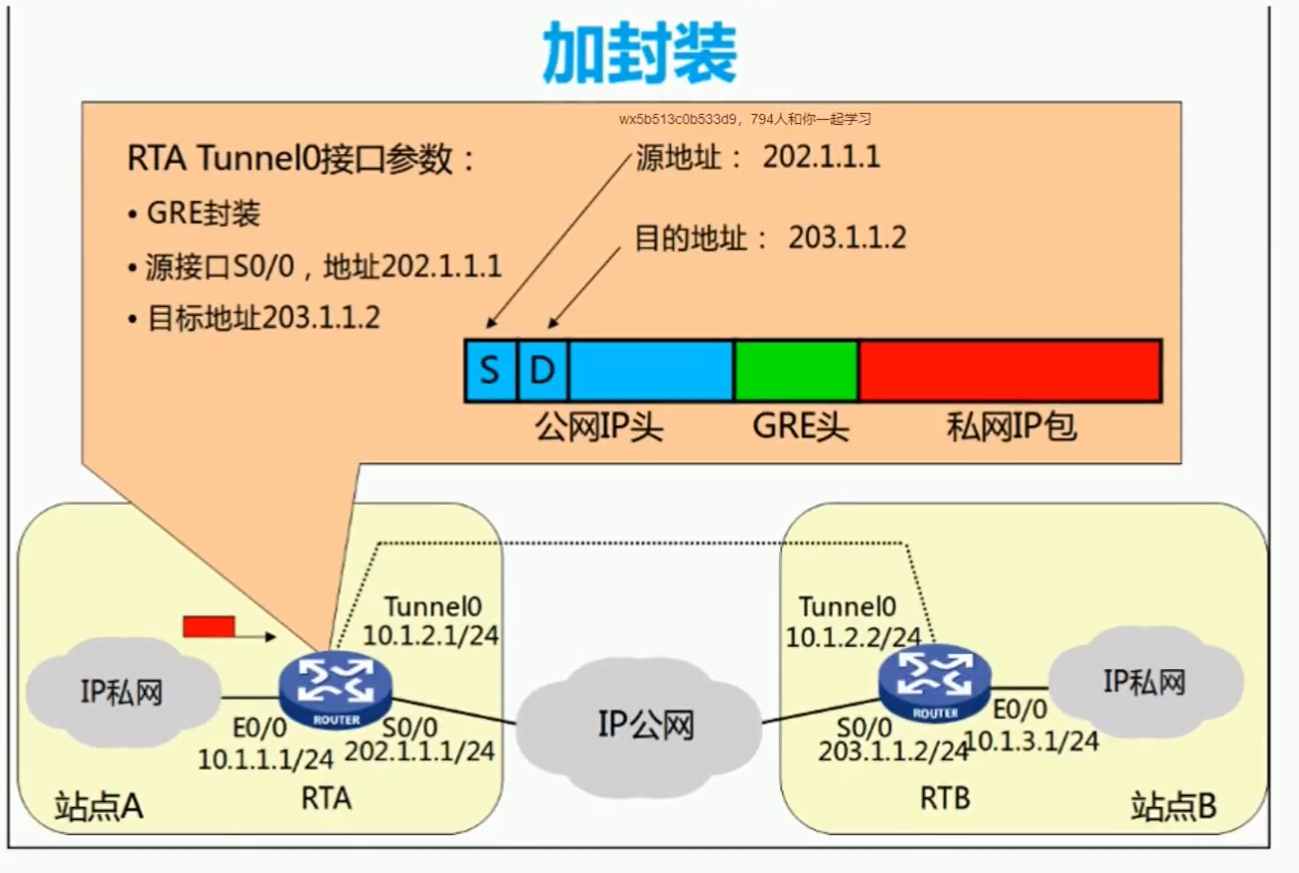 加封装
wx5b513c0b533d9，794人和你一起学习
RTA Tunnel0接口参数：
源地址： 202.1.1.1
• GRE封装
目的地址： 203.1.1.2
• 源接口S0/0，地址202.1.1.1
• 目标地址203.1.1.2
S D
公网IP头 GRE头 私网IP包
Tunnel0
10.1.2.1/24
Tunnel0
10.1.2.2/24
IP私网
ROUTER
E0/0
10.1.1.1/24
S0/0
202.1.1.1/24
RTA
站点A
IP公网
ROUTER
S0/0
203.1.1.2/24
E0/0
10.1.3.1/24
IP私网
RTB
站点B